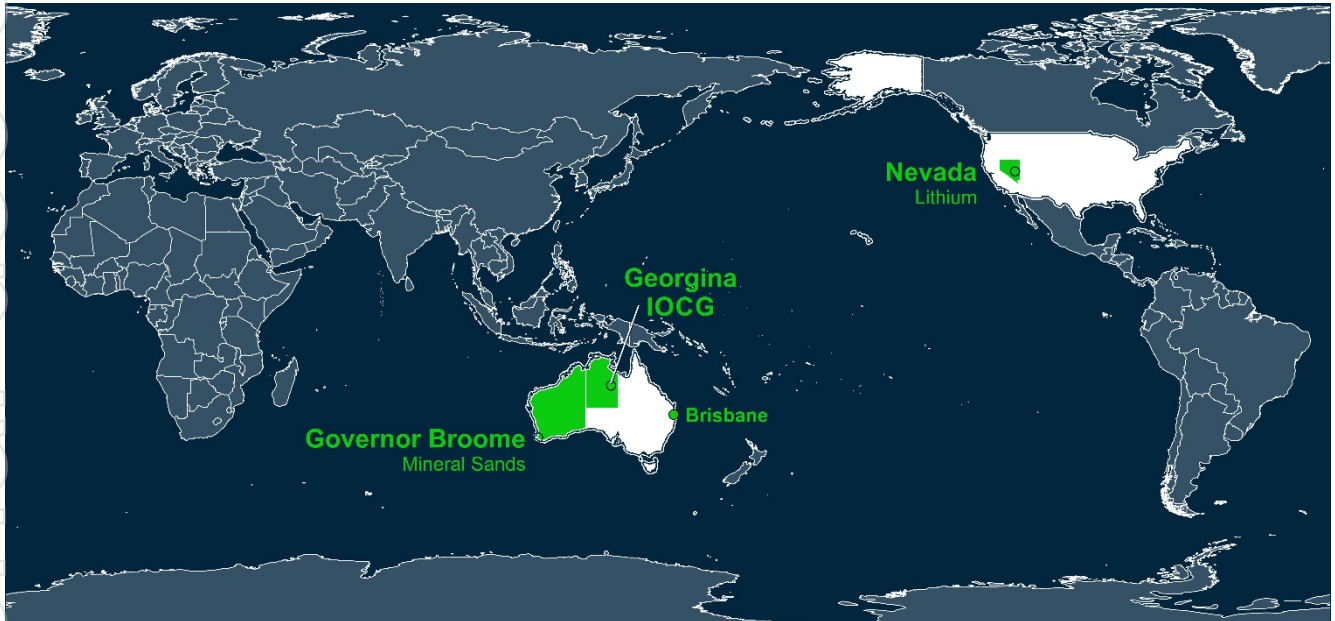 Nevada
Lithium
Georgina
IOCG
Brisbane
Governor Broome
Mineral Sands